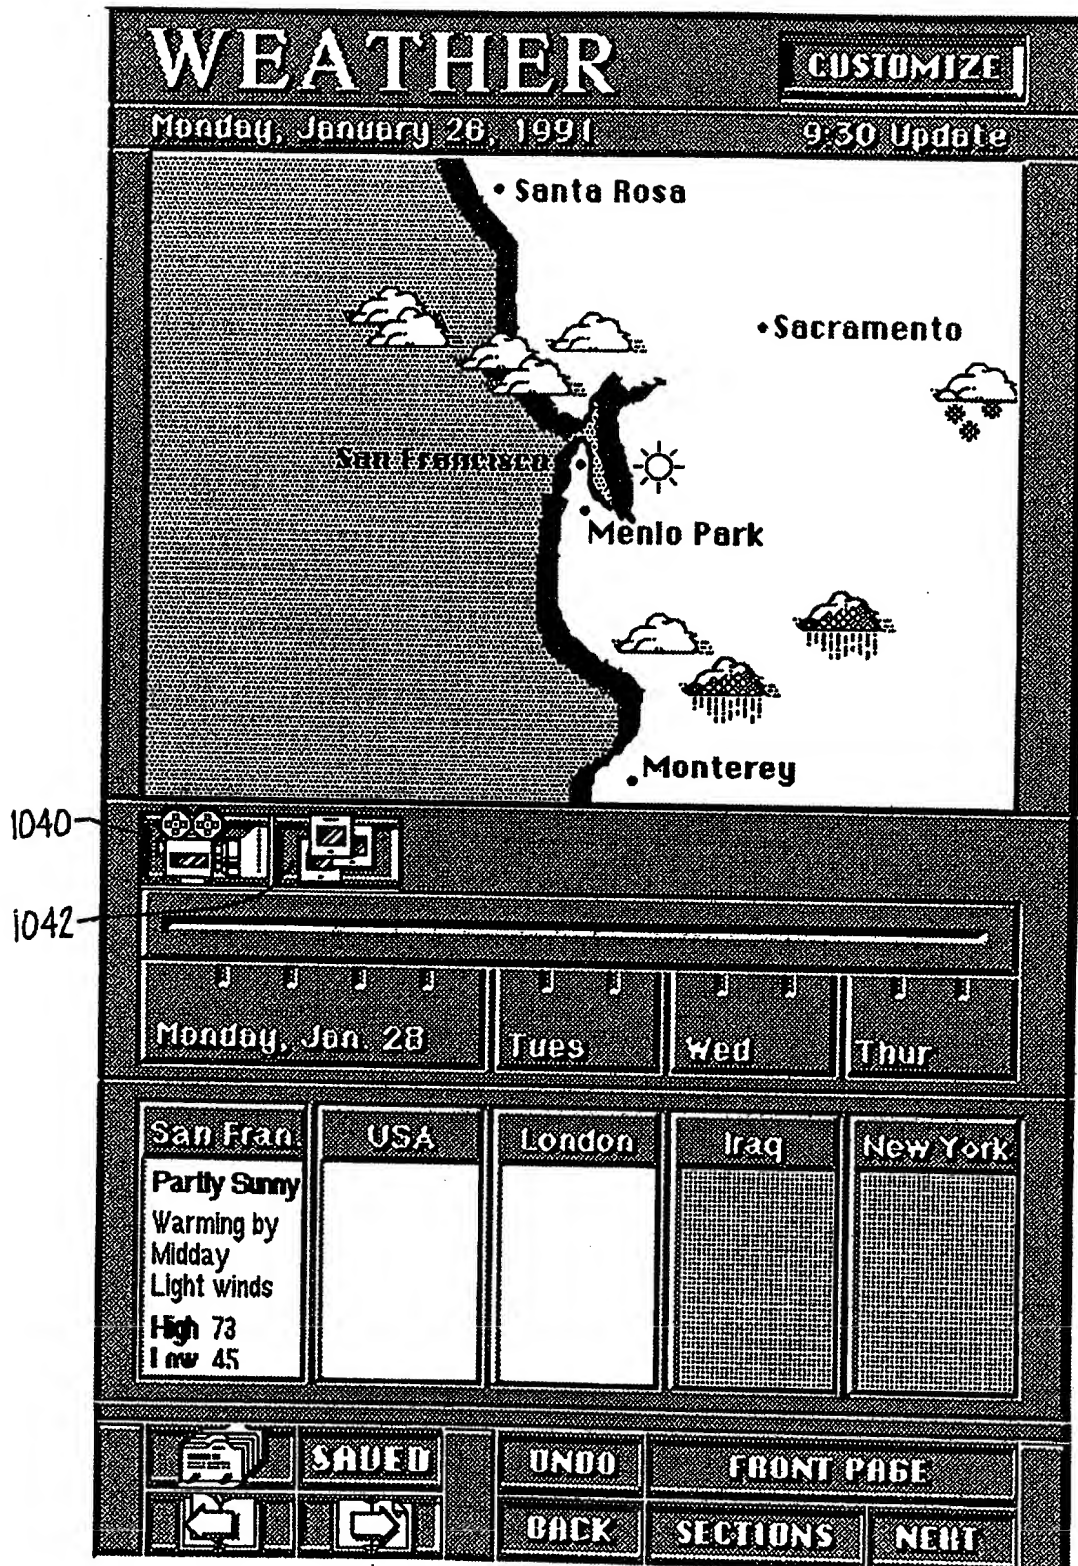 WEATHER
CUSTOMIZE
Monday, January 28, 1991
9:30 Update
Santa Rosa
Sacramento
San Francisco
Menlo Park
Monterey
1040
1042
Monday, Jan. 28
Tues
Wed
Thur
San Fran.
USA
London
Iraq
New York
Partly Sunny
Warming by
Midday
Light winds
High 73
Low 45
SAVED
UNDO
FRONT PAGE
BACK
SECTIONS
NEXT